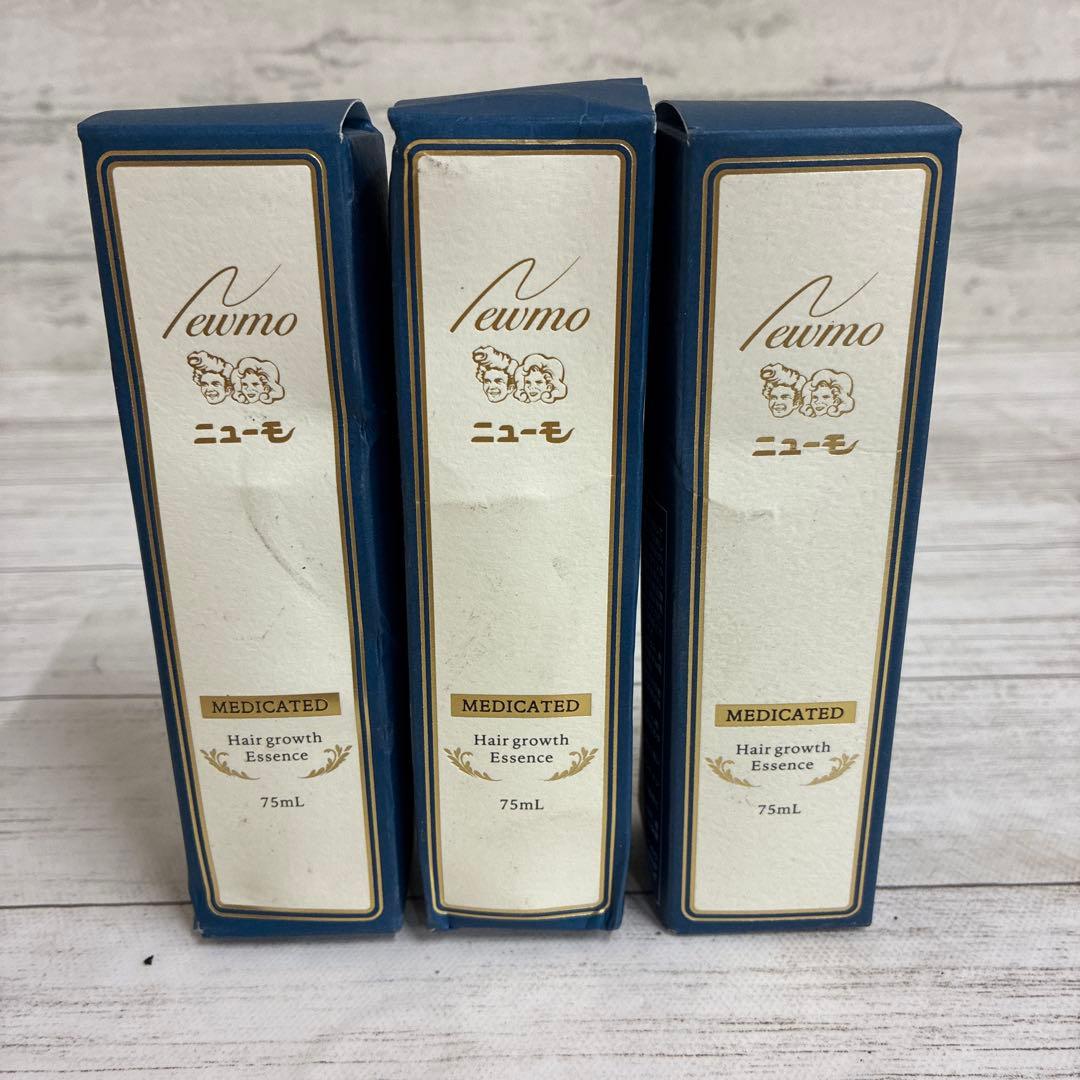 Newmo
ニューモ
MEDICATED
Hair growth
Essence
75mL
Newmo
ニューモ
MEDICATED
Hair growth
Essence
75mL
Newmo
ニューモ
MEDICATED
Hair growth
Essence
75mL